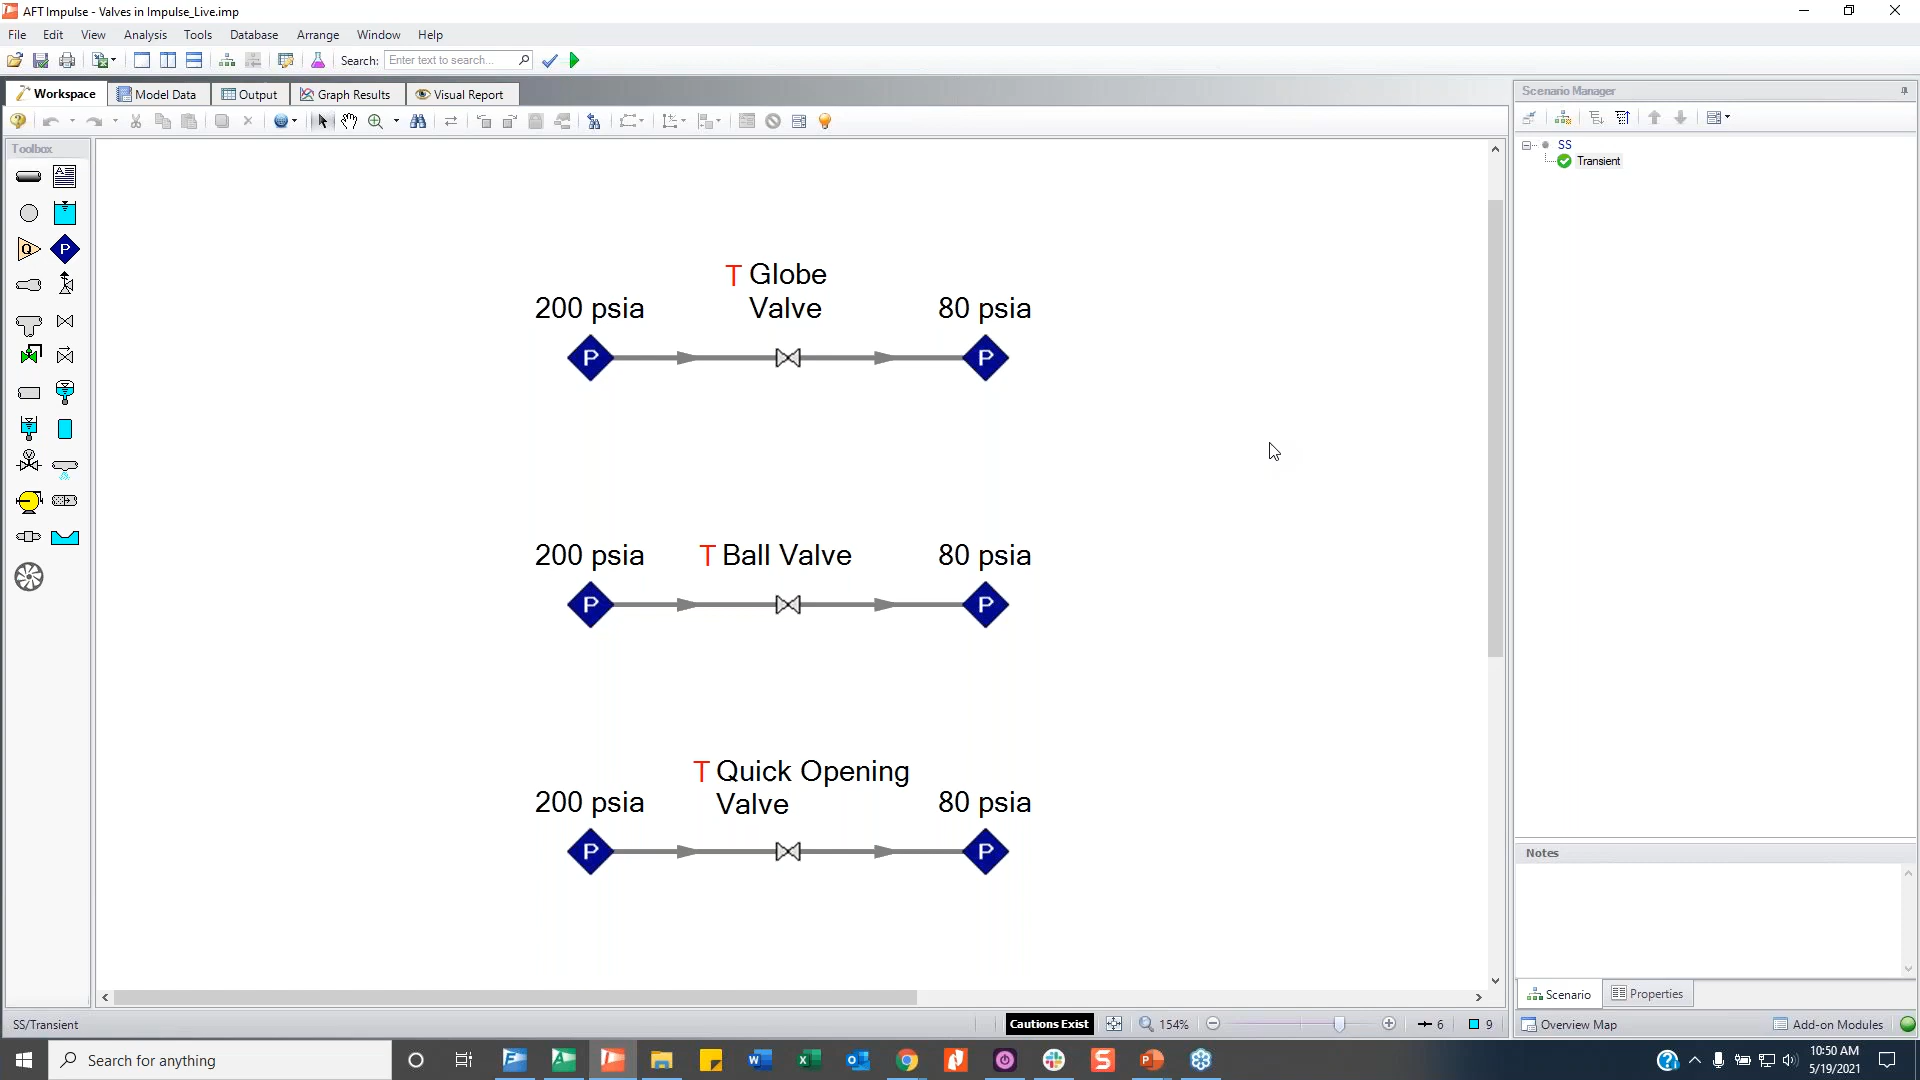 AFT Impulse - Valves in Impulse_Live.imp
File Edit View Analysis Tools Database Arrange Window Help
Search: Enter text to search...
Workspace Model Data Output Graph Results Visual Report
Scenario Manager
Toolbox
SS
Transient
T Globe
Valve
200 psia
80 psia
P
P
200 psia
T Ball Valve
80 psia
P
P
T Quick Opening
Valve
200 psia
80 psia
P
P
Q
P
Notes
Scenario Properties
SS/Transient
Cautions Exist
154%
6
9
Overview Map
Add-on Modules
Search for anything
10:50 AM
5/19/2021